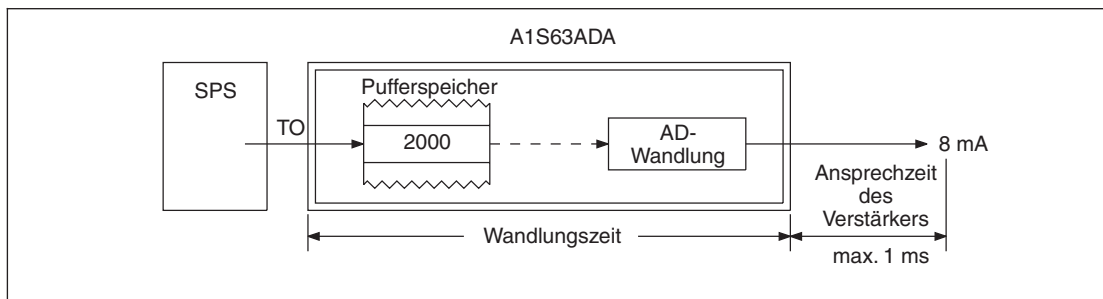 A1S63ADA
SPS
Pufferspeicher
TO
2000
AD-
Wandlung
8 mA
Ansprechzeit
des
Verstärkers
Wandlungszeit
max. 1 ms